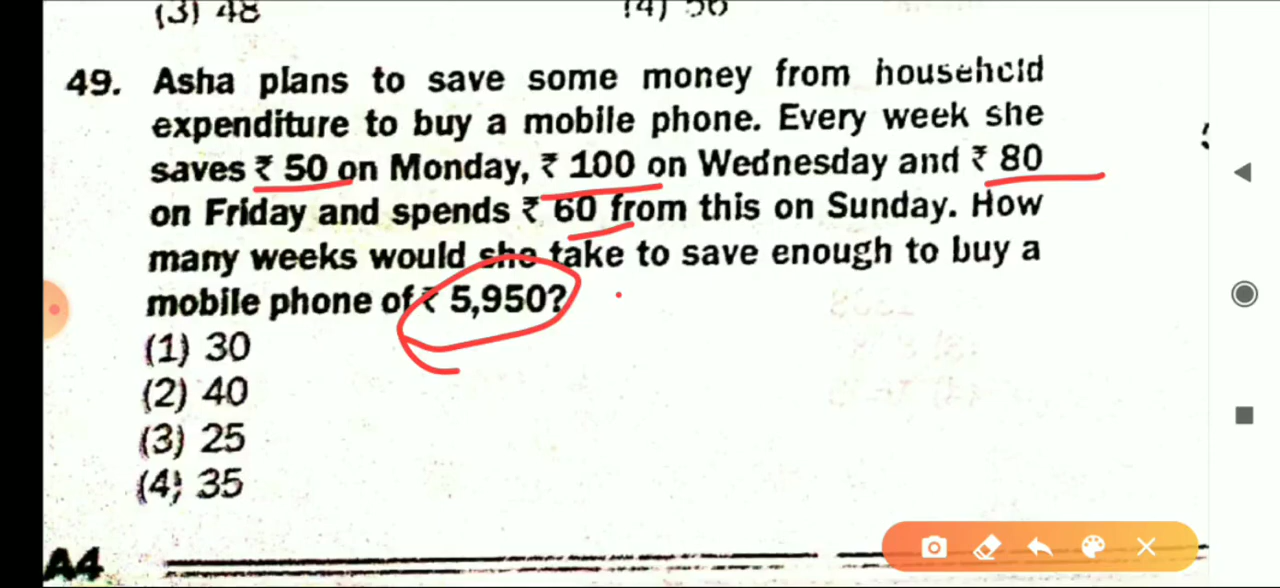 (3) 48
(4) 56
49. Asha plans to save some money from household
expenditure to buy a mobile phone. Every week she
saves ₹ 50 on Monday, ₹ 100 on Wednesday and ₹ 80
on Friday and spends ₹ 60 from this on Sunday. How
many weeks would she take to save enough to buy a
mobile phone of ₹ 5,950?
(1) 30
(2) 40
(3) 25
(4) 35
A4